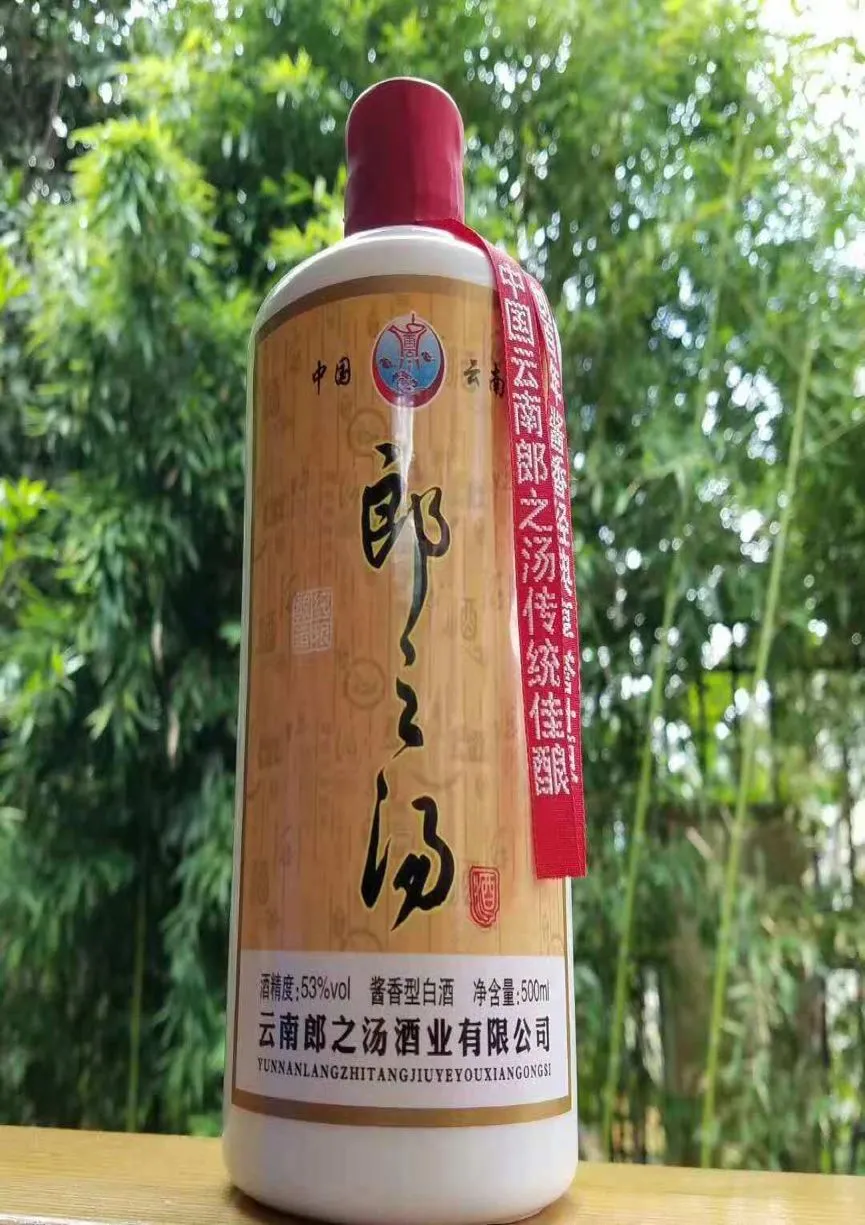 中国 云南
郎之汤
酒
酒精度:53%vol 酱香型白酒 净含量:500ml
云南郎之汤酒业有限公司
YUNNANLANGZHITANGJIUYEYOUXIANGONGSI
中国云南郎之汤传统佳酿